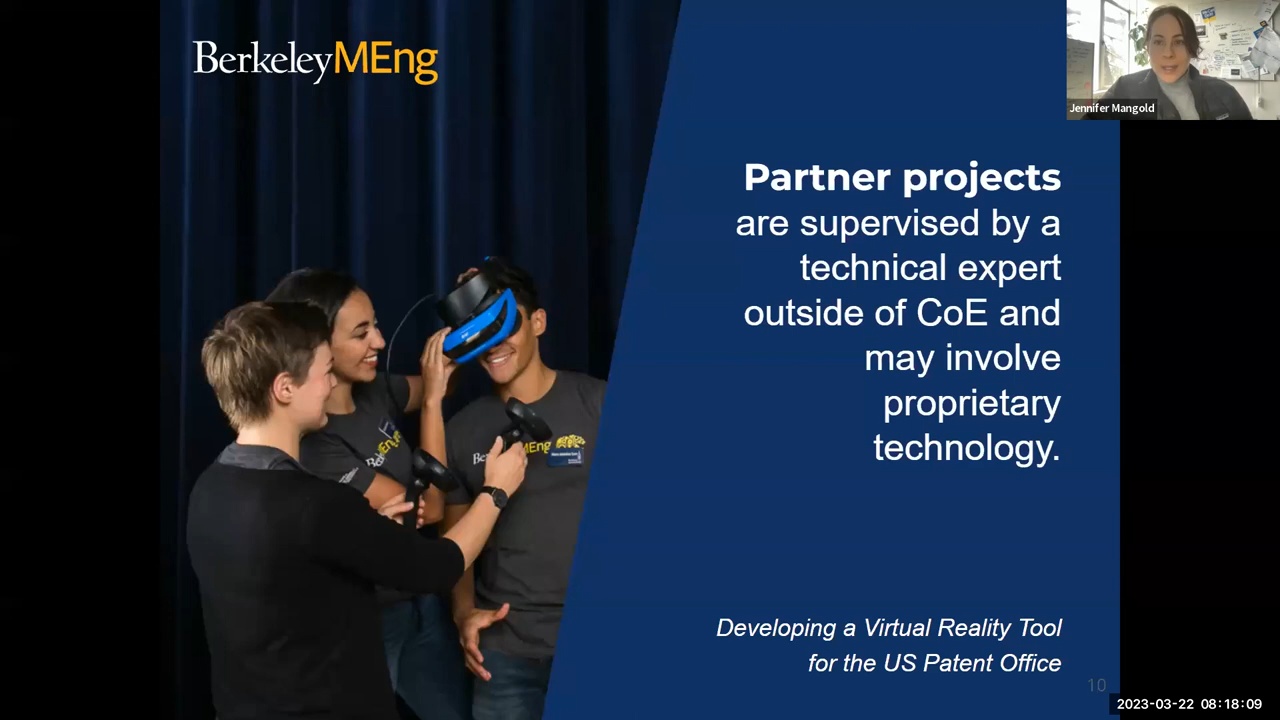 BerkeleyMEng
Jennifer Mangold
Partner projects
are supervised by a
technical expert
outside of CoE and
may involve
proprietary
technology.
Developing a Virtual Reality Tool
for the US Patent Office
10
2023-03-22 08:18:09